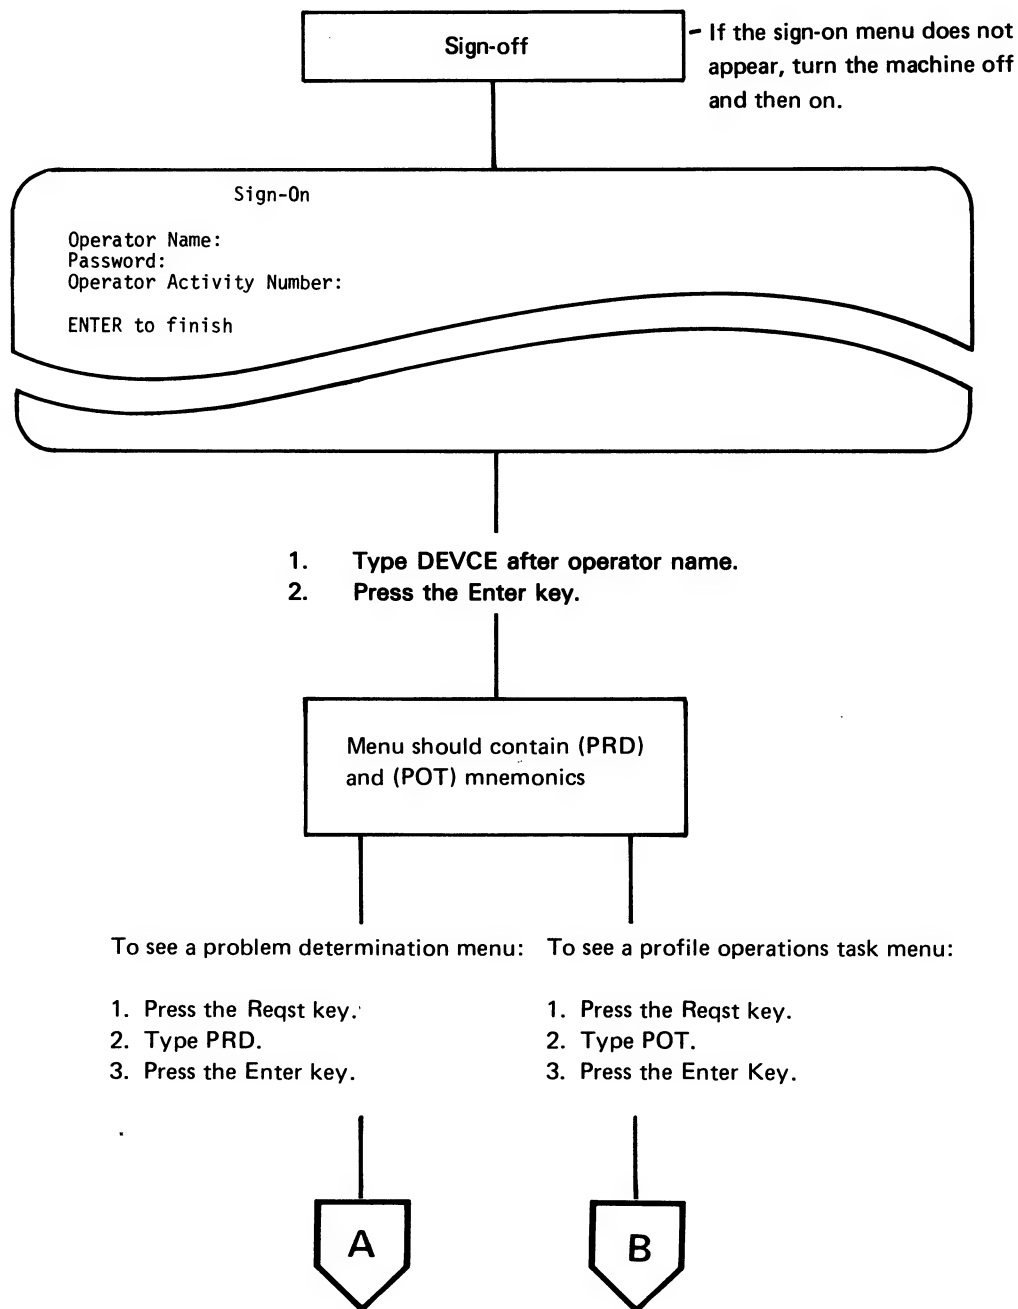 Sign-off
- If the sign-on menu does not
appear, turn the machine off
and then on.
Sign-On
Operator Name:
Password:
Operator Activity Number:
ENTER to finish
1. Type DEVCE after operator name.
2. Press the Enter key.
Menu should contain (PRD)
and (POT) mnemonics
To see a problem determination menu:
1. Press the Reqst key.
2. Type PRD.
3. Press the Enter key.
To see a profile operations task menu:
1. Press the Reqst key.
2. Type POT.
3. Press the Enter Key.
A
B